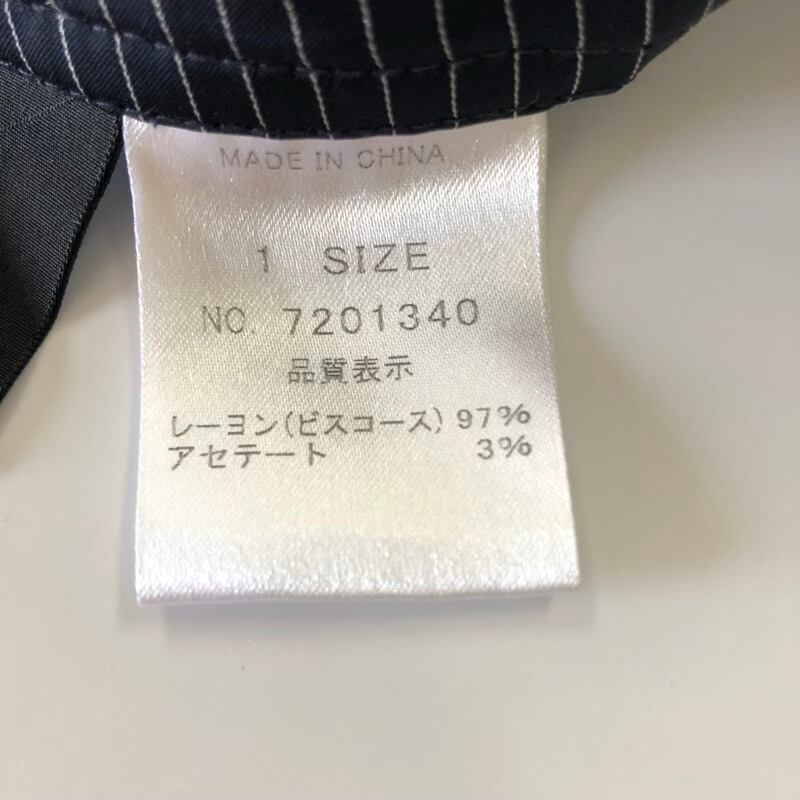 MADE IN CHINA
1 SIZE
NO. 7201340
品質表示
レーヨン(ビスコース) 97%
アセテート 3%